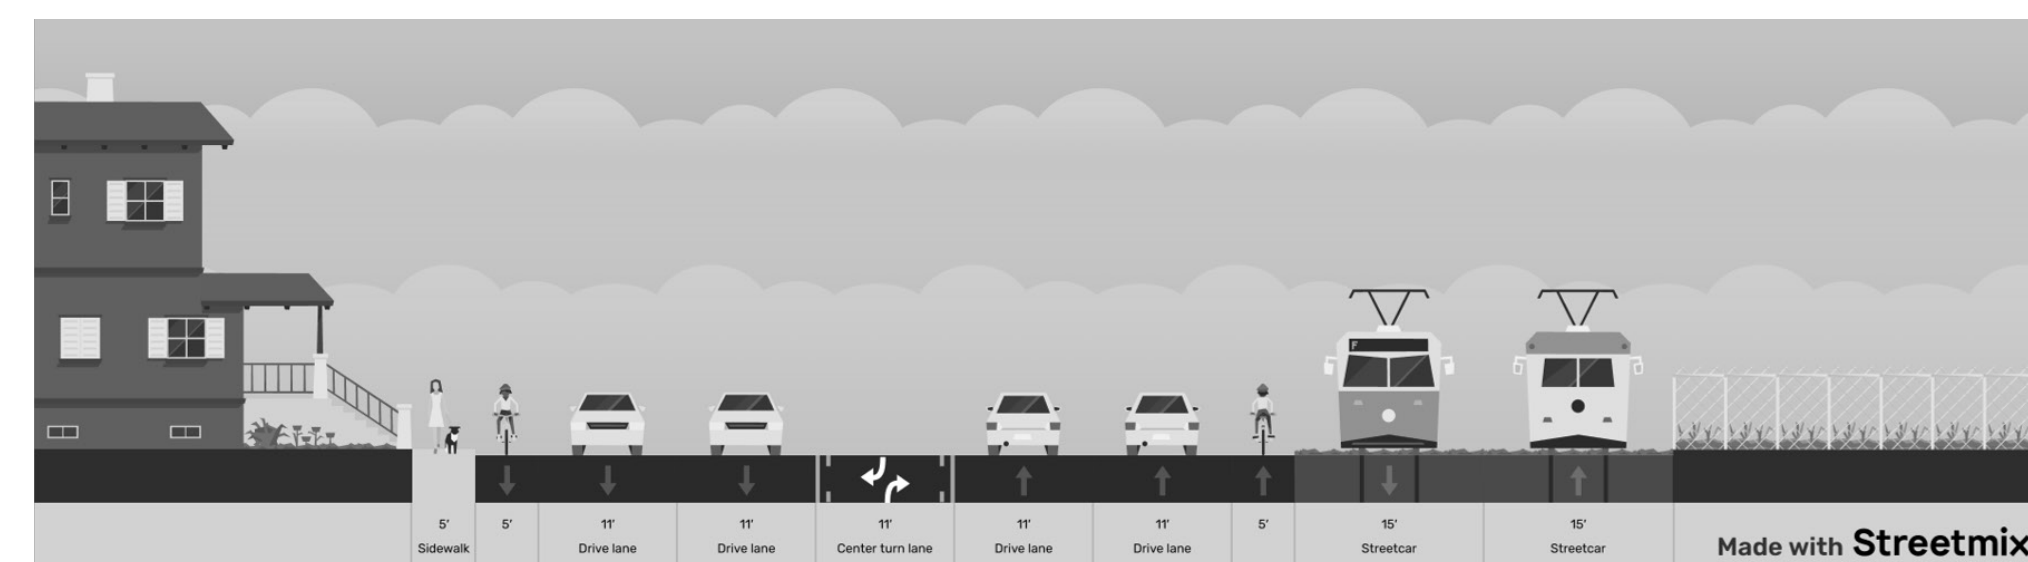 F
5'
5'
11'
11'
11'
11'
11'
5'
15'
15'
Sidewalk
Drive lane
Drive lane
Center turn lane
Drive lane
Drive lane
Streetcar
Streetcar
Made with Streetmix